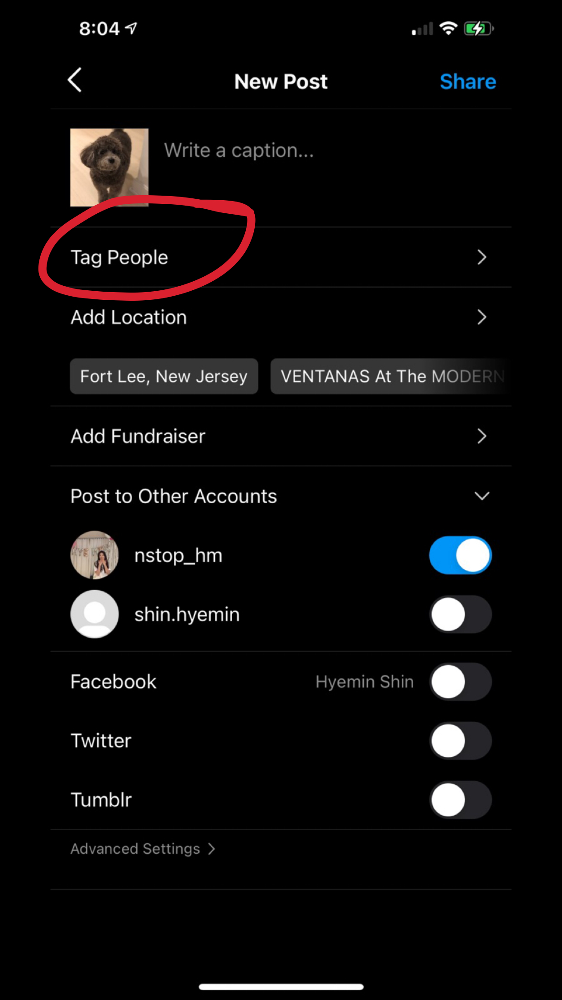 8:04
New Post
Share
Write a caption...
Tag People
Add Location
Fort Lee, New Jersey
VENTANAS At The MODERN
Add Fundraiser
Post to Other Accounts
nstop_hm
shin.hyemin
Facebook
Hyemin Shin
Twitter
Tumblr
Advanced Settings